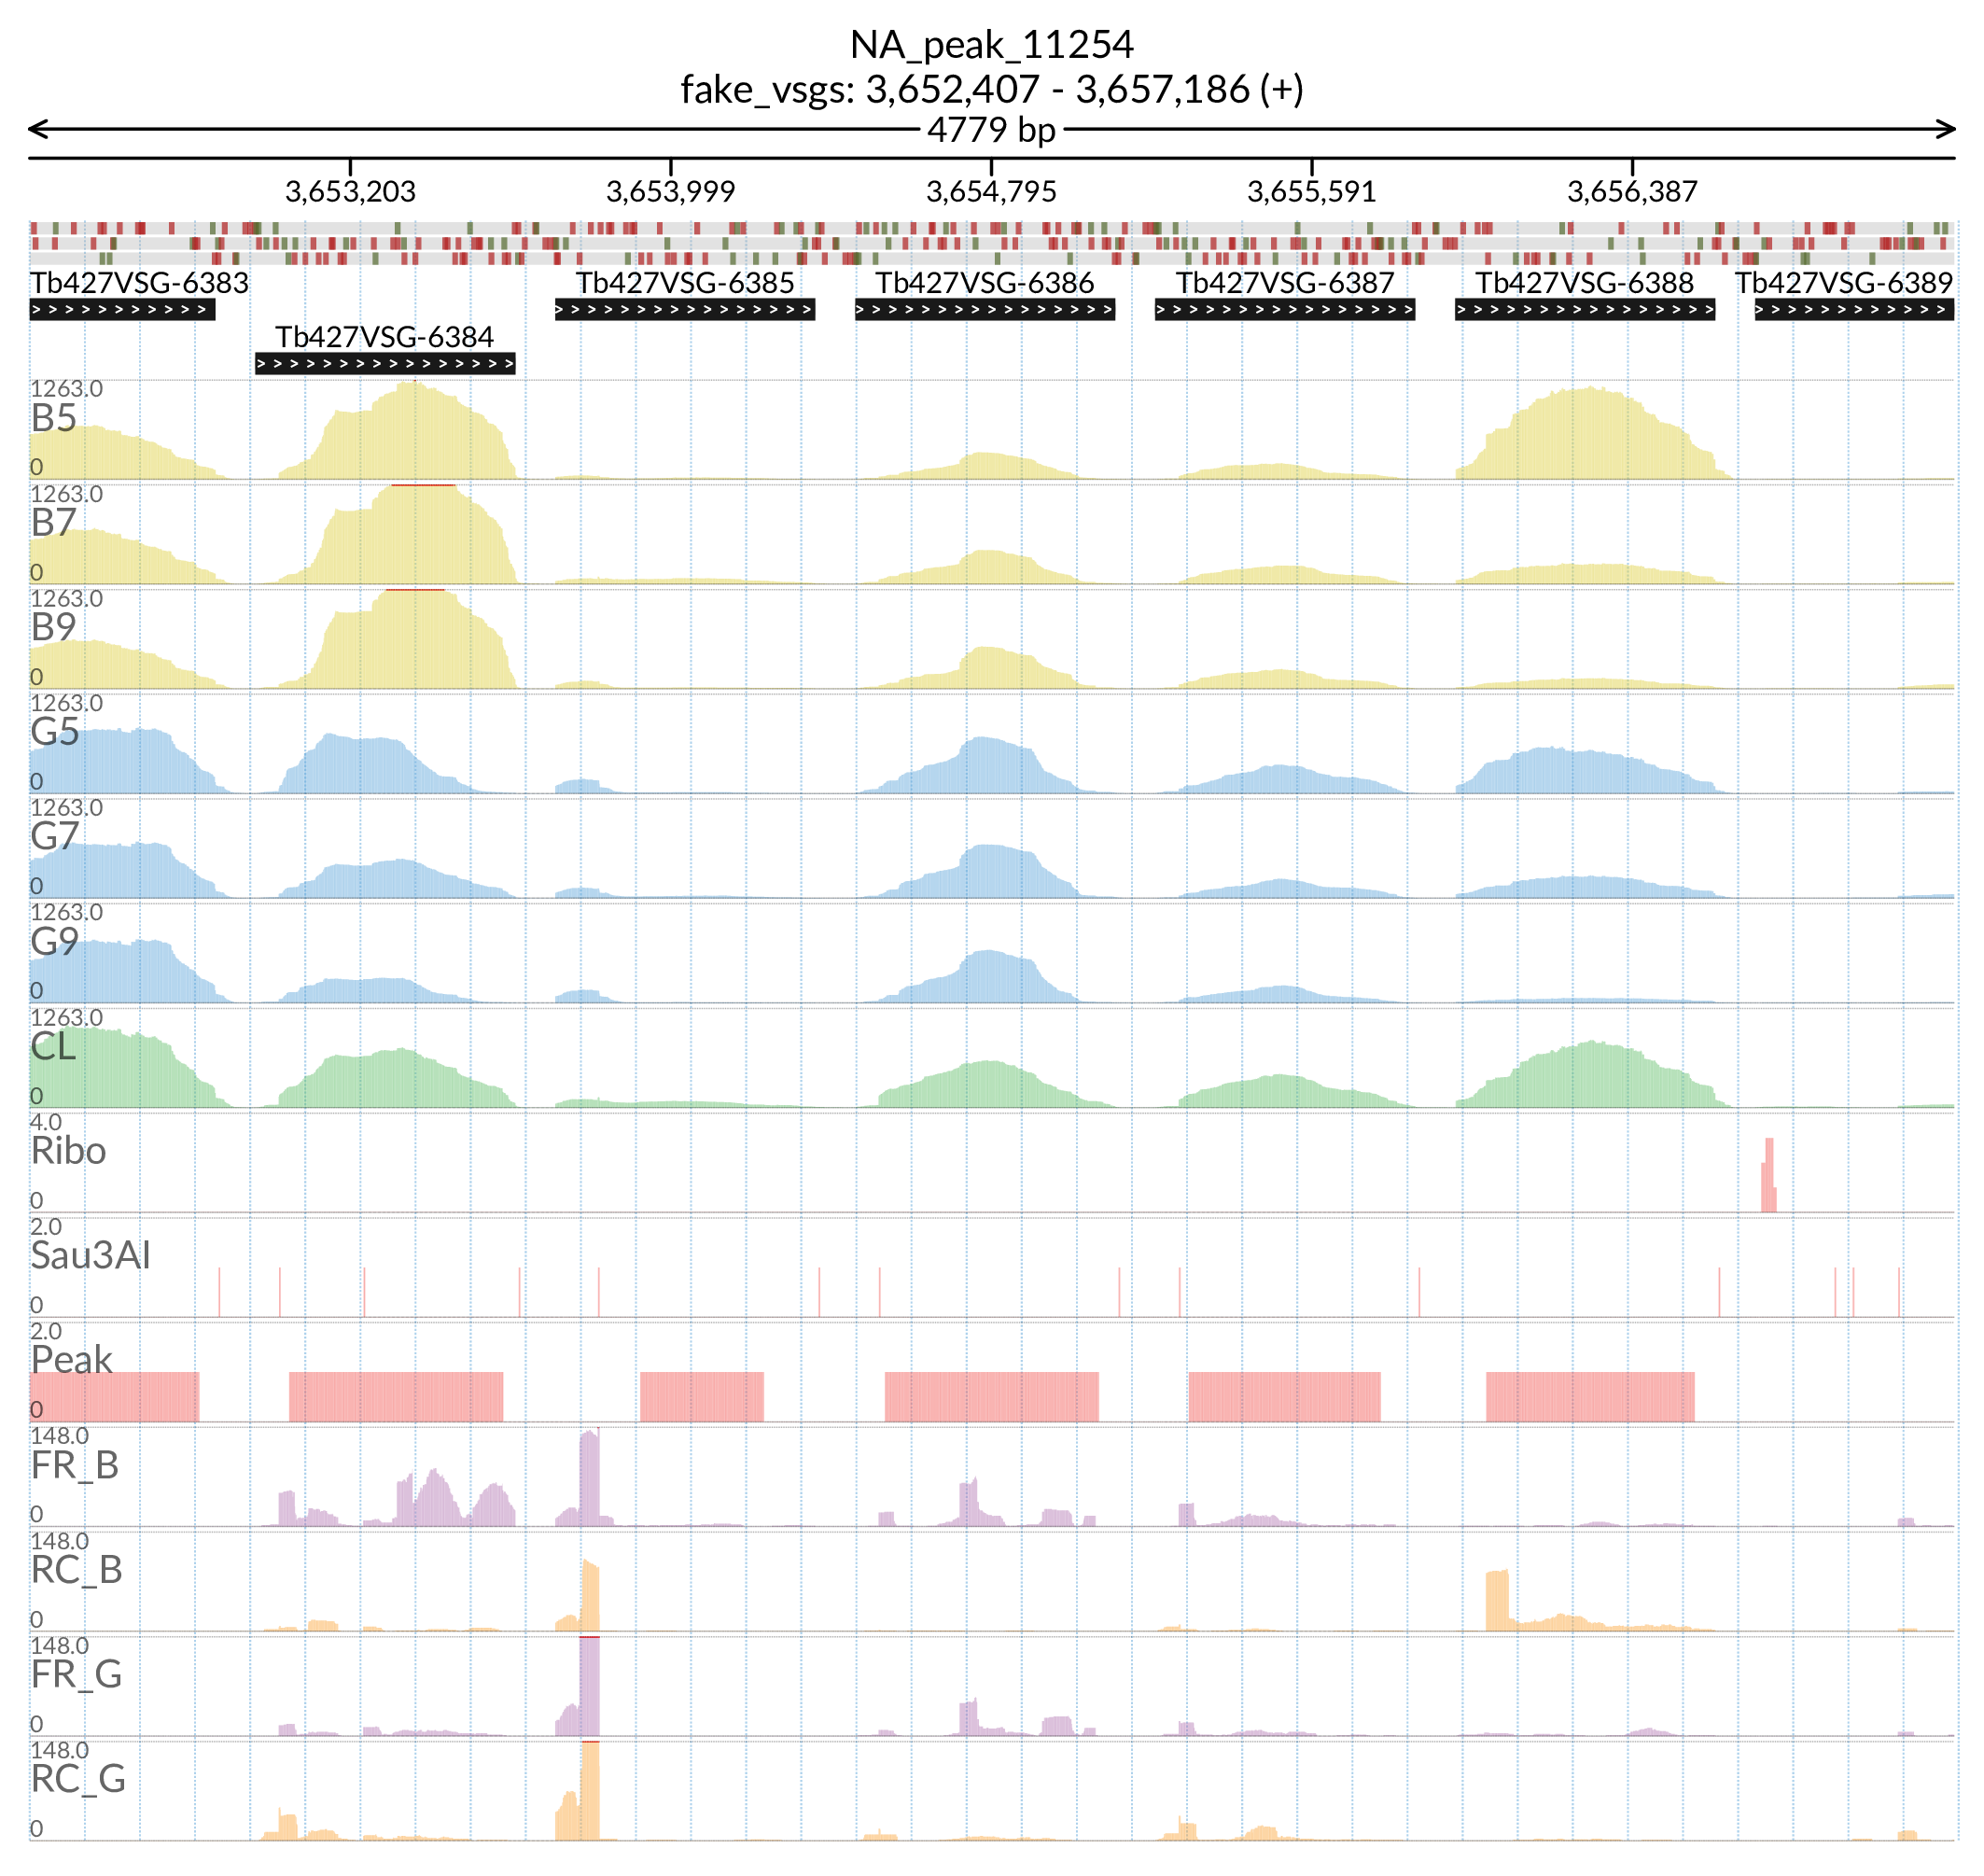 NA_peak_11254
fake_vsgs: 3,652,407 - 3,657,186 (+)
4779 bp
3,653,203 3,653,999 3,654,795 3,655,591 3,656,387
Tb427VSG-6383 Tb427VSG-6385 Tb427VSG-6386 Tb427VSG-6387 Tb427VSG-6388 Tb427VSG-6389
Tb427VSG-6384
1263.0
B5
0
1263.0
B7
0
1263.0
B9
0
1263.0
G5
0
1263.0
G7
0
1263.0
G9
0
1263.0
CL
0
4.0
Ribo
0
2.0
Sau3AI
0
2.0
Peak
0
148.0
FR_B
0
148.0
RC_B
0
148.0
FR_G
0
148.0
RC_G
0